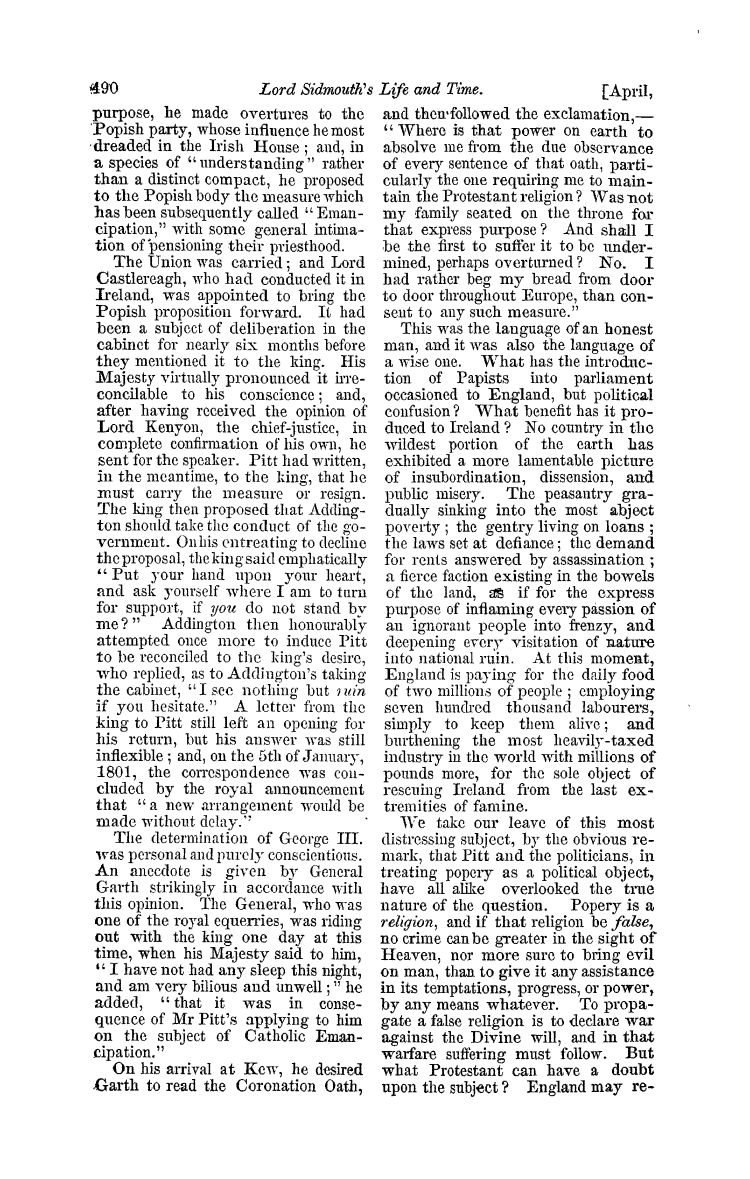 490 Lord Sidmouth's Life and Time. [April,
purpose, he made overtures to the
Popish party, whose influence he most
dreaded in the Irish House; and, in
a species of "understanding" rather
than a distinct compact, he proposed
to the Popish body the measure which
has been subsequently called "Eman-
cipation," with some general intima-
tion of pensioning their priesthood.
The Union was carried; and Lord
Castlereagh, who had conducted it in
Ireland, was appointed to bring the
Popish proposition forward. It had
been a subject of deliberation in the
cabinet for nearly six months before
they mentioned it to the king. His
Majesty virtually pronounced it irre-
concilable to his conscience; and,
after having received the opinion of
Lord Kenyon, the chief-justice, in
complete confirmation of his own, he
sent for the speaker. Pitt had written,
in the meantime, to the king, that he
must carry the measure or resign.
The king then proposed that Adding-
ton should take the conduct of the go-
vernment. On his entreating to decline
the proposal, the king said emphatically
"Put your hand upon your heart,
and ask yourself where I am to turn
for support, if you do not stand by
me?" Addington then honourably
attempted once more to induce Pitt
to be reconciled to the king's desire,
who replied, as to Addington's taking
the cabinet, "I see nothing but ruin
if you hesitate." A letter from the
king to Pitt still left an opening for
his return, but his answer was still
inflexible; and, on the 5th of January,
1801, the correspondence was con-
cluded by the royal announcement
that "a new arrangement would be
made without delay."
The determination of George III.
was personal and purely conscientious.
An anecdote is given by General
Garth strikingly in accordance with
this opinion. The General, who was
one of the royal equerries, was riding
out with the king one day at this
time, when his Majesty said to him,
"I have not had any sleep this night,
and am very bilious and unwell;" he
added, "that it was in conse-
quence of Mr Pitt's applying to him
on the subject of Catholic Eman-
cipation."
On his arrival at Kew, he desired
Garth to read the Coronation Oath,
and then followed the exclamation,—
"Where is that power on earth to
absolve me from the due observance
of every sentence of that oath, parti-
cularly the one requiring me to main-
tain the Protestant religion? Was not
my family seated on the throne for
that express purpose? And shall I
be the first to suffer it to be under-
mined, perhaps overturned? No. I
had rather beg my bread from door
to door throughout Europe, than con-
sent to any such measure."
This was the language of an honest
man, and it was also the language of
a wise one. What has the introduc-
tion of Papists into parliament
occasioned to England, but political
confusion? What benefit has it pro-
duced to Ireland? No country in the
wildest portion of the earth has
exhibited a more lamentable picture
of insubordination, dissension, and
public misery. The peasantry gra-
dually sinking into the most abject
poverty; the gentry living on loans;
the laws set at defiance; the demand
for rents answered by assassination;
a fierce faction existing in the bowels
of the land, as if for the express
purpose of inflaming every passion of
an ignorant people into frenzy, and
deepening every visitation of nature
into national ruin. At this moment,
England is paying for the daily food
of two millions of people; employing
seven hundred thousand labourers,
simply to keep them alive; and
burthening the most heavily-taxed
industry in the world with millions of
pounds more, for the sole object of
rescuing Ireland from the last ex-
tremities of famine.
We take our leave of this most
distressing subject, by the obvious re-
mark, that Pitt and the politicians, in
treating popery as a political object,
have all alike overlooked the true
nature of the question. Popery is a
religion, and if that religion be false,
no crime can be greater in the sight of
Heaven, nor more sure to bring evil
on man, than to give it any assistance
in its temptations, progress, or power,
by any means whatever. To propa-
gate a false religion is to declare war
against the Divine will, and in that
warfare suffering must follow. But
what Protestant can have a doubt
upon the subject? England may re-